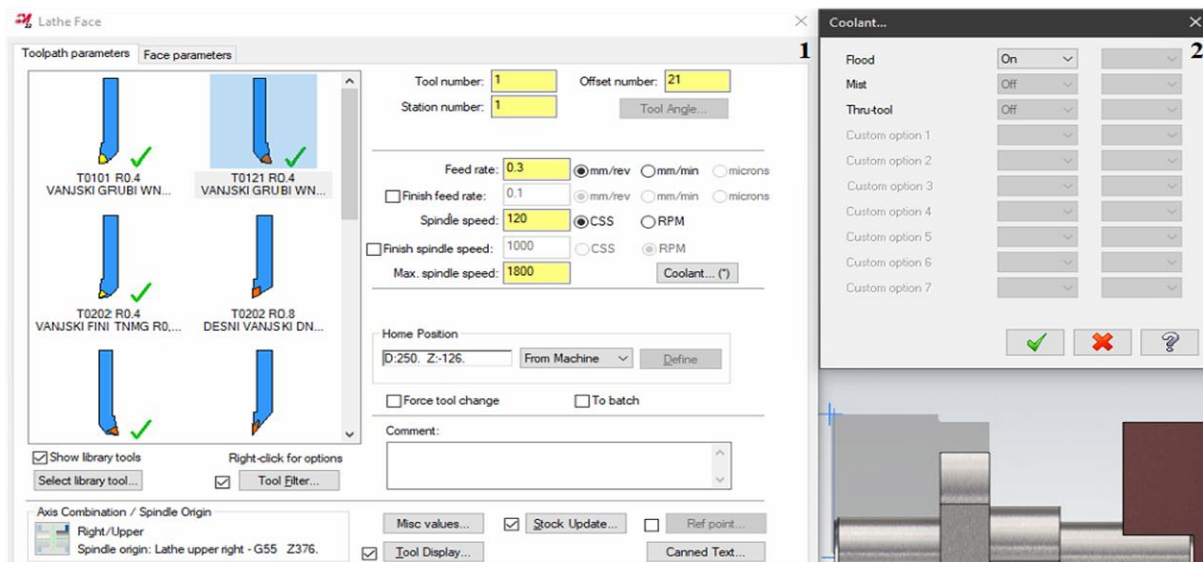 Lathe Face
Toolpath parameters
Face parameters
1
T0101 R0.4
VANJSKI GRUBI WN...
T0121 R0.4
VANJSKI GRUBI WN...
T0202 R0.4
VANJSKI FINI TNMG R0,...
T0202 R0.8
DESNI VANJSKI DN...
Show library tools
Right-click for options
Select library tool...
Tool Filter...
Axis Combination / Spindle Origin
Right/Upper
Spindle origin: Lathe upper right - G55 Z376.
Tool number: 1 Offset number: 21
Station number: 1 Tool Angle...
Feed rate: 0.3 mm/rev mm/min microns
Finish feed rate: 0.1 mm/rev mm/min microns
Spindle speed: 120 CSS RPM
Finish spindle speed: 1000 CSS RPM
Max. spindle speed: 1800 Coolant... (*)
Home Position
D:250. Z:-126. From Machine Define
Force tool change To batch
Comment:
Misc values... Stock Update... Ref point...
Tool Display... Canned Text...
Coolant...
2
Flood On
Mist Off
Thru-tool Off
Custom option 1
Custom option 2
Custom option 3
Custom option 4
Custom option 5
Custom option 6
Custom option 7